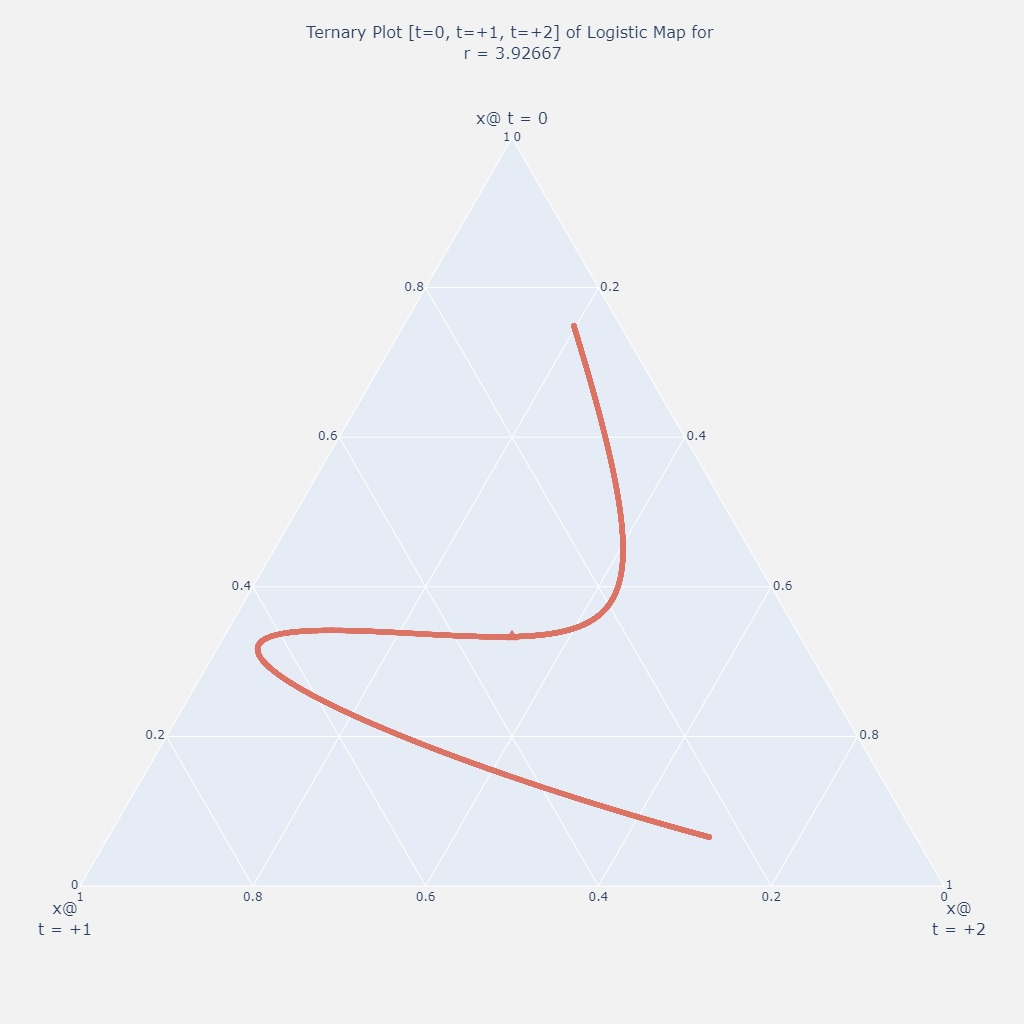 Ternary Plot [t=0, t=+1, t=+2] of Logistic Map for
r = 3.92667
x@ t = 0
1 0
0.8 0.2
0.6 0.4
0.4 0.6
0.2 0.8
0 1
1 0.8 0.6 0.4 0.2 0
x@ x@
t = +1 t = +2